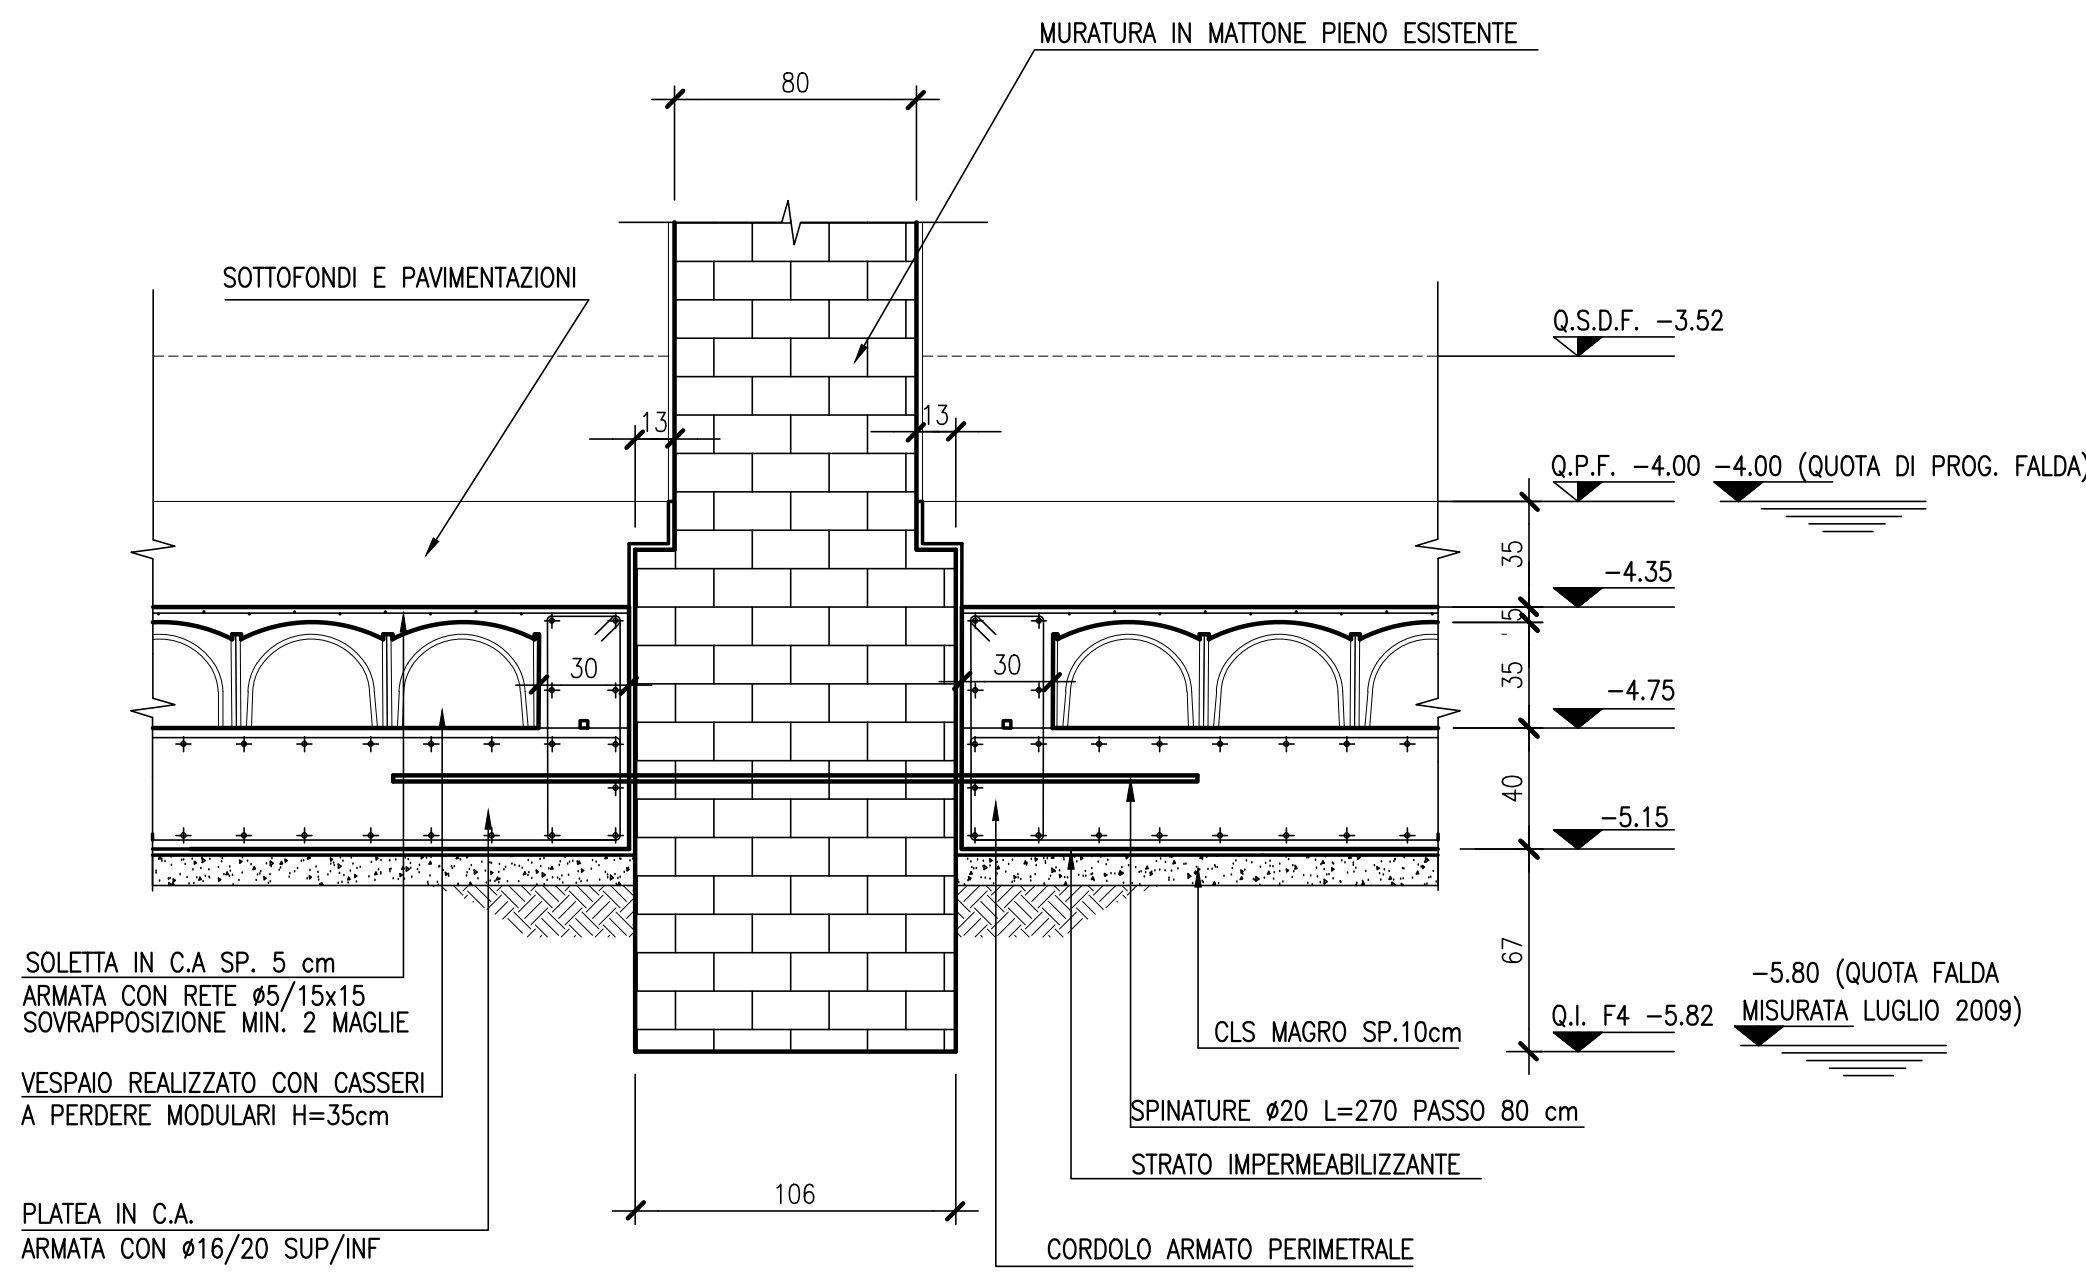 MURATURA IN MATTONE PIENO ESISTENTE
80
SOTTOFONDI E PAVIMENTAZIONI
Q.S.D.F. -3.52
13
13
Q.P.F. -4.00 -4.00 (QUOTA DI PROG. FALDA)
35
-4.35
5
30
30
35
-4.75
40
-5.15
67
SOLETTA IN C.A SP. 5 cm
ARMATA CON RETE ø5/15x15
SOVRAPPOSIZIONE MIN. 2 MAGLIE
-5.80 (QUOTA FALDA
MISURATA LUGLIO 2009)
Q.I. F4 -5.82
CLS MAGRO SP.10cm
VESPAIO REALIZZATO CON CASSERI
A PERDERE MODULARI H=35cm
SPINATURE ø20 L=270 PASSO 80 cm
STRATO IMPERMEABILIZZANTE
106
PLATEA IN C.A.
ARMATA CON ø16/20 SUP/INF
CORDOLO ARMATO PERIMETRALE